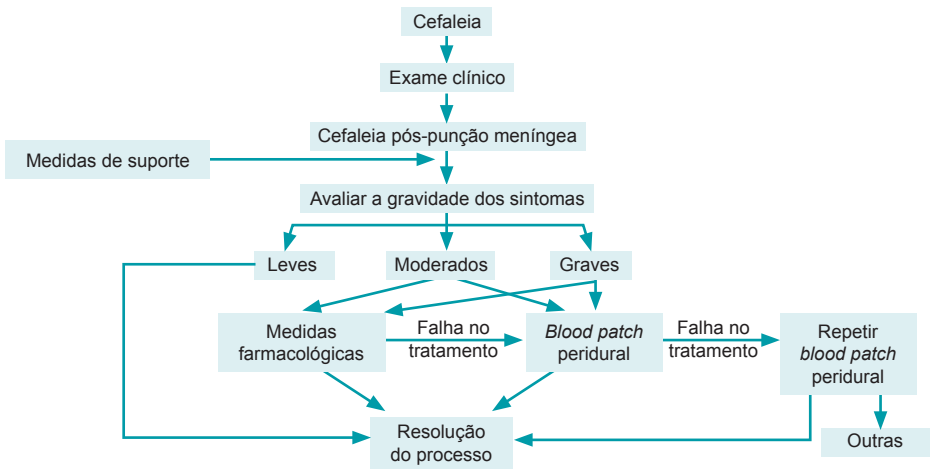 Cefaleia
Exame clínico
Cefaleia pós-punção meníngea
Medidas de suporte
Avaliar a gravidade dos sintomas
Leves
Moderados
Graves
Medidas
farmacológicas
Falha no
tratamento
Blood patch
peridural
Falha no
tratamento
Repetir
blood patch
peridural
Resolução
do processo
Outras